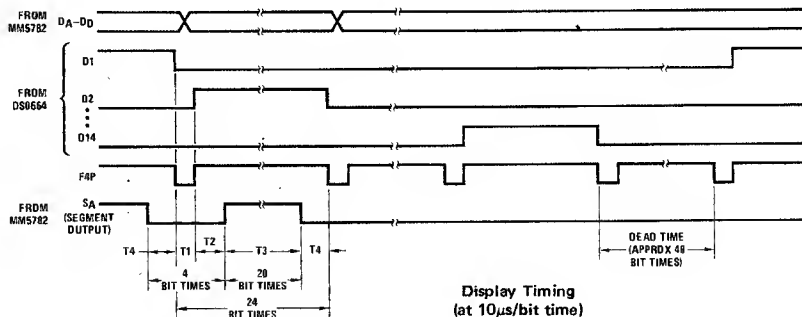 FROM
MM5782
DA–DD
FROM
DS8664
D1
D2
D14
F4P
FROM
MM5782
SA
(SEGMENT
OUTPUT)
T4
T1
T2
T3
T4
4
BIT TIMES
20
BIT TIMES
24
BIT TIMES
DEAD TIME
(APPROX 48
BIT TIMES)
Display Timing
(at 10µs/bit time)